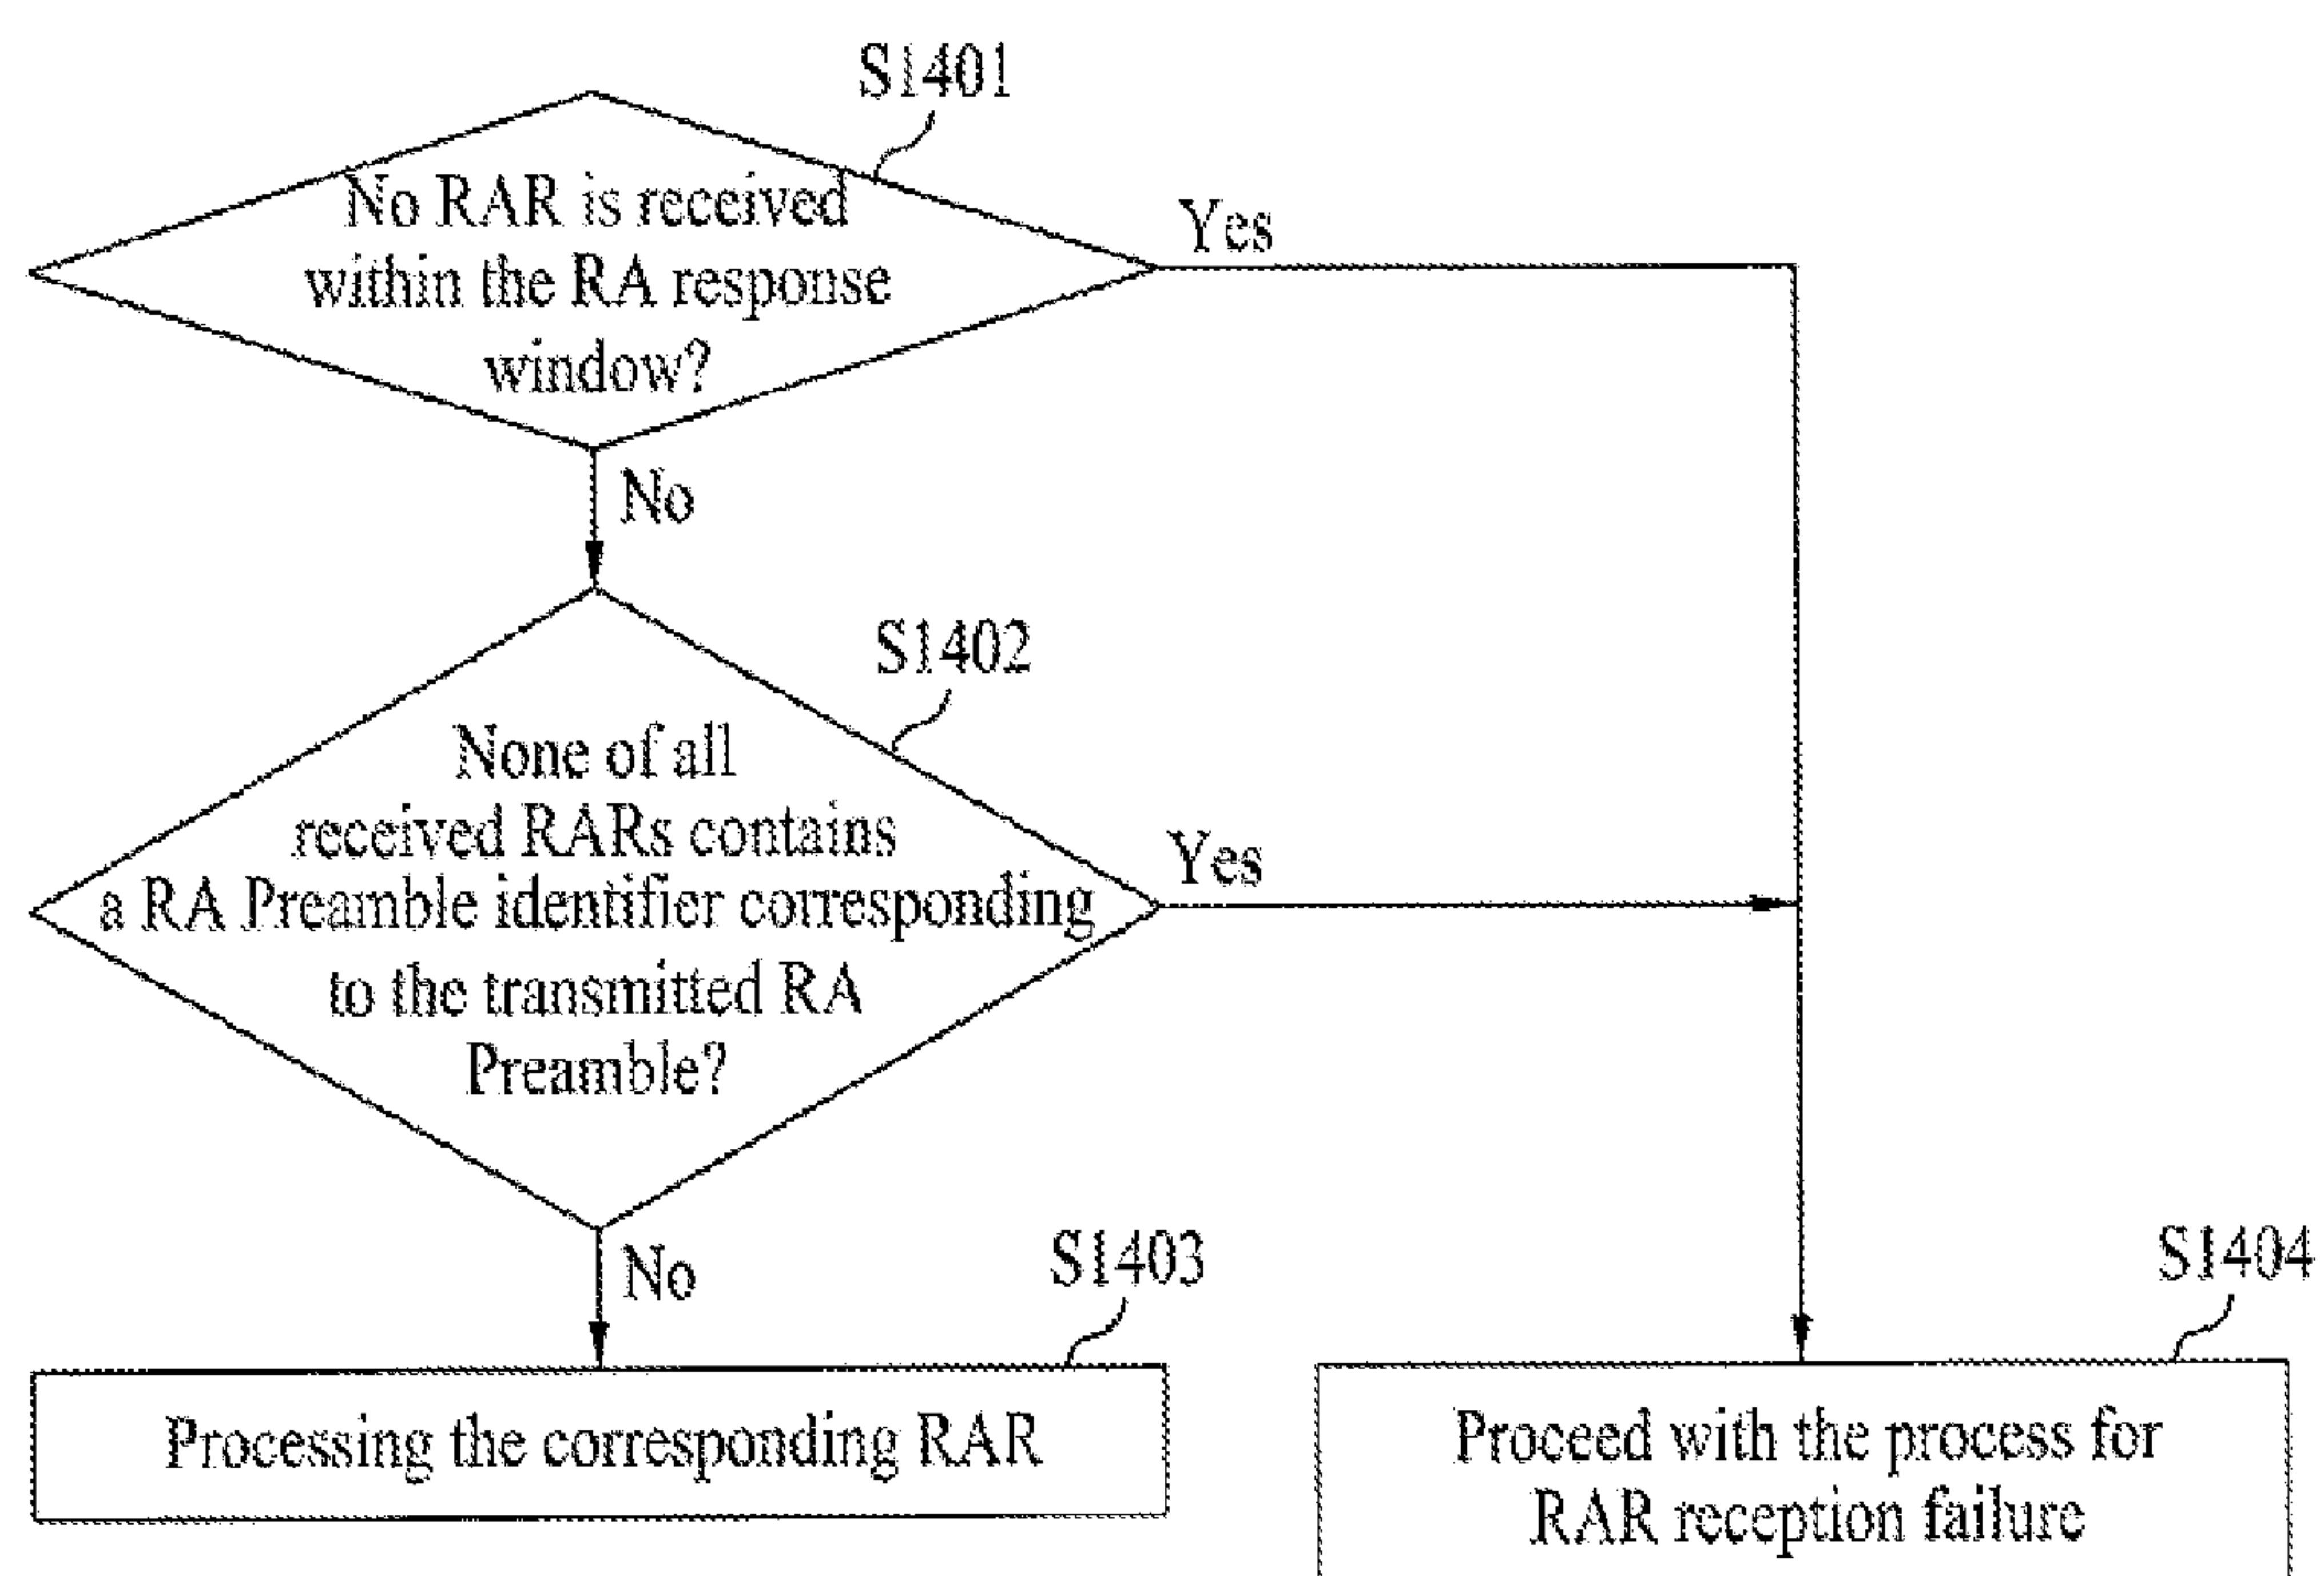 S1401
No RAR is received
within the RA response
window?
Yes
No
S1402
None of all
received RARs contains
a RA Preamble identifier corresponding
to the transmitted RA
Preamble?
Yes
No
S1403
Processing the corresponding RAR
S1404
Proceed with the process for
RAR reception failure